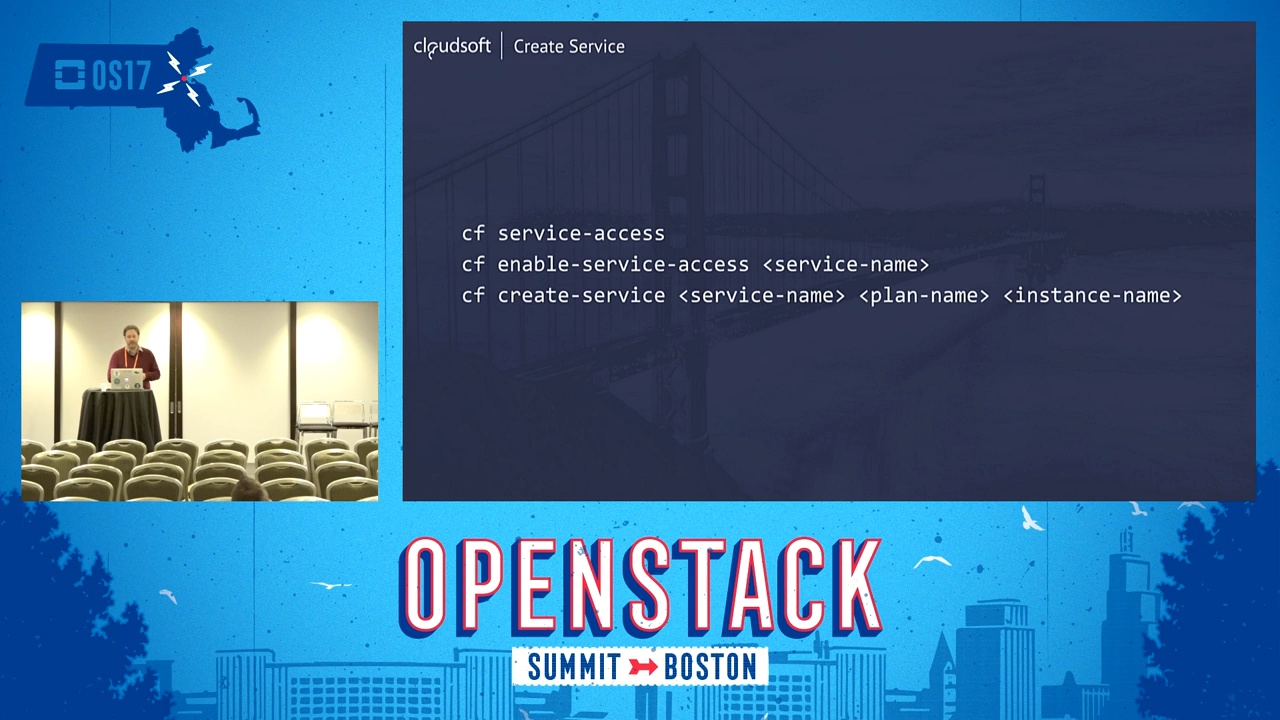 OS17
cloudsoft | Create Service
cf service-access
cf enable-service-access <service-name>
cf create-service <service-name> <plan-name> <instance-name>
OPENSTACK
SUMMIT BOSTON